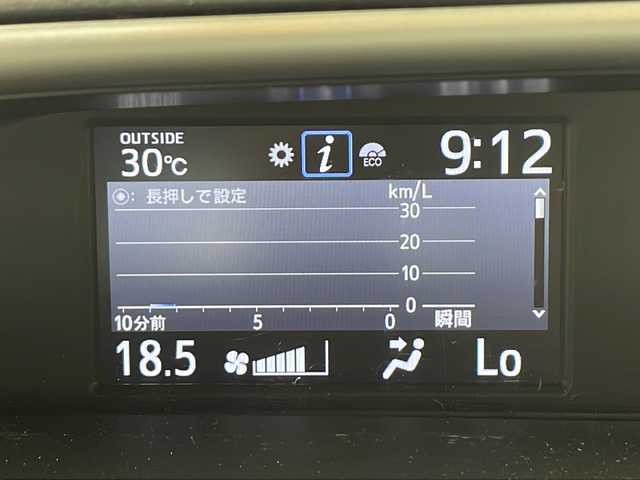 OUTSIDE
30℃
i
ECO
9:12
: 長押しで設定
km/L
30
20
10
0
10分前
5
0
瞬間
18.5
Lo